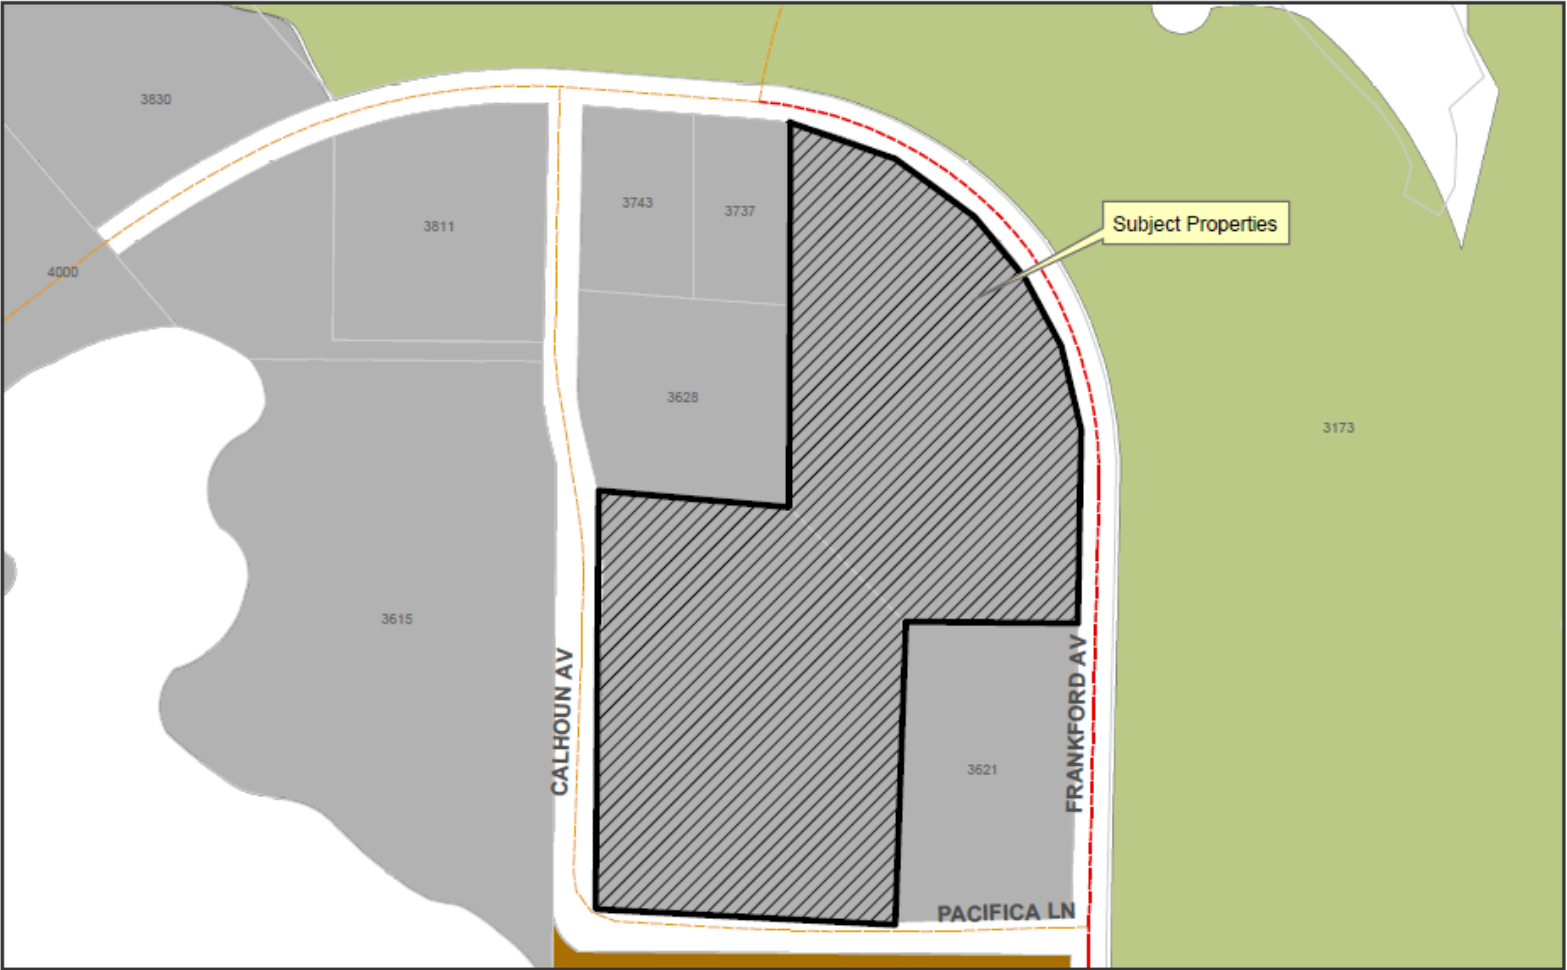 3830
3743
3737
3811
Subject Properties
4000
3628
3173
3615
CALHOUN AV
FRANKFORD AV
3621
PACIFICA LN